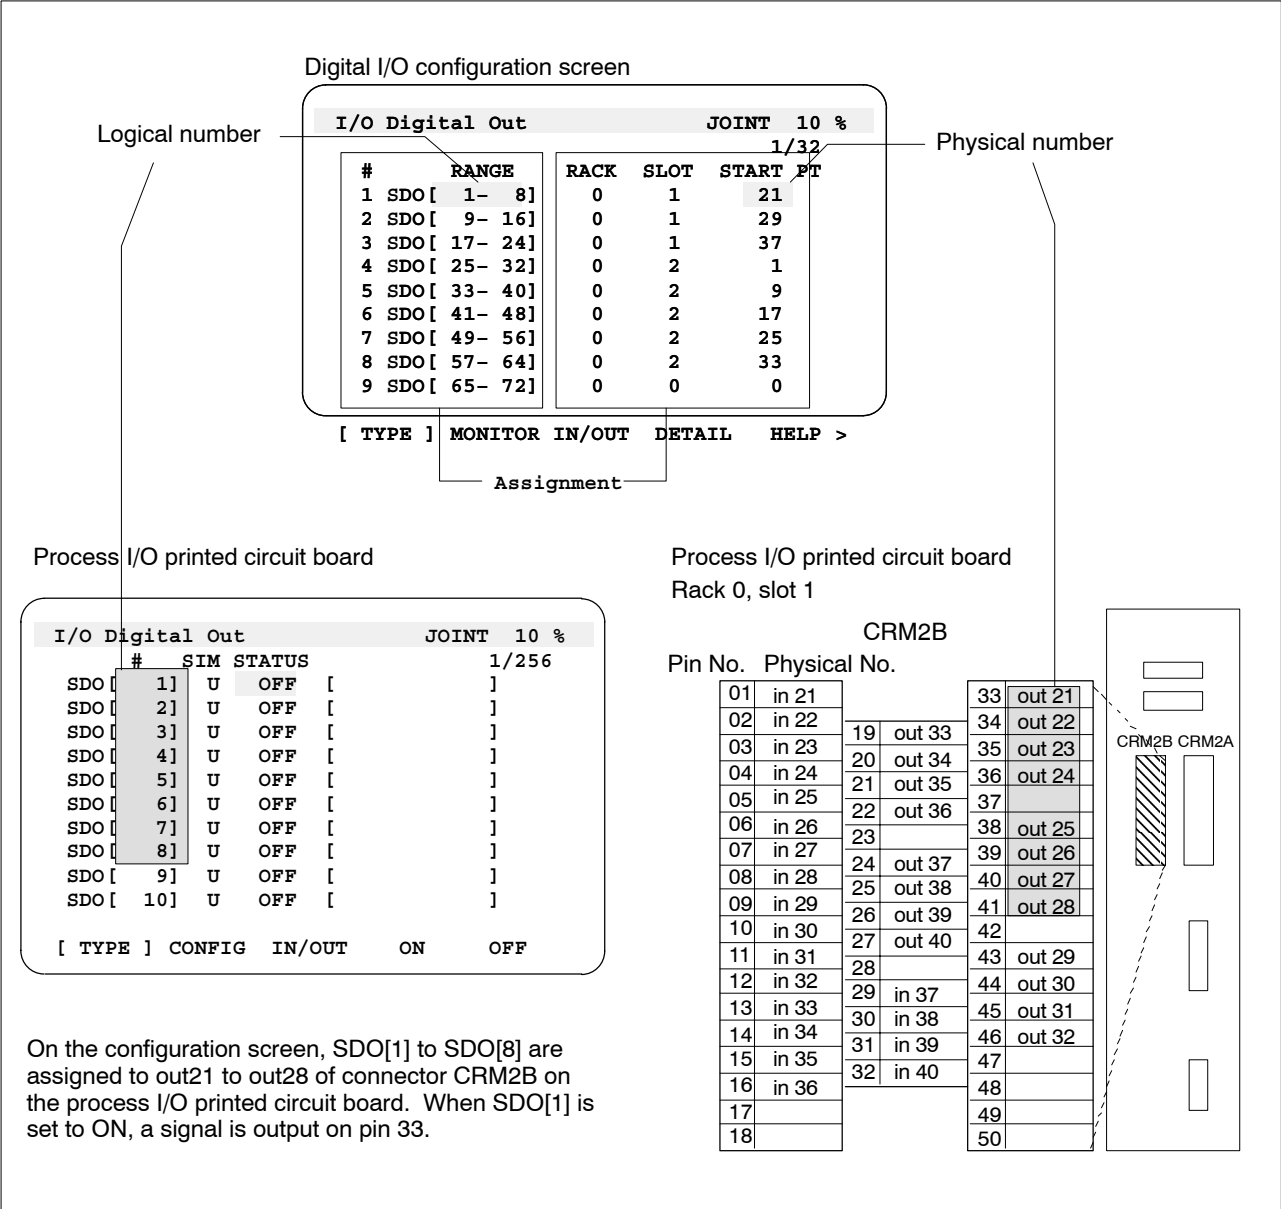 Digital I/O configuration screen
Logical number
Physical number
I/O Digital Out JOINT 10 %
1/32
# RANGE RACK SLOT START PT
1 SDO[ 1– 8] 0 1 21
2 SDO[ 9– 16] 0 1 29
3 SDO[ 17– 24] 0 1 37
4 SDO[ 25– 32] 0 2 1
5 SDO[ 33– 40] 0 2 9
6 SDO[ 41– 48] 0 2 17
7 SDO[ 49– 56] 0 2 25
8 SDO[ 57– 64] 0 2 33
9 SDO[ 65– 72] 0 0 0
[ TYPE ] MONITOR IN/OUT DETAIL HELP >
Assignment
Process I/O printed circuit board
I/O Digital Out JOINT 10 %
# SIM STATUS 1/256
SDO[ 1] U OFF [ ]
SDO[ 2] U OFF [ ]
SDO[ 3] U OFF [ ]
SDO[ 4] U OFF [ ]
SDO[ 5] U OFF [ ]
SDO[ 6] U OFF [ ]
SDO[ 7] U OFF [ ]
SDO[ 8] U OFF [ ]
SDO[ 9] U OFF [ ]
SDO[ 10] U OFF [ ]
[ TYPE ] CONFIG IN/OUT ON OFF
On the configuration screen, SDO[1] to SDO[8] are
assigned to out21 to out28 of connector CRM2B on
the process I/O printed circuit board. When SDO[1] is
set to ON, a signal is output on pin 33.
Process I/O printed circuit board
Rack 0, slot 1
CRM2B
Pin No. Physical No.
01 in 21
02 in 22
03 in 23
04 in 24
05 in 25
06 in 26
07 in 27
08 in 28
09 in 29
10 in 30
11 in 31
12 in 32
13 in 33
14 in 34
15 in 35
16 in 36
17
18
19 out 33
20 out 34
21 out 35
22 out 36
23
24 out 37
25 out 38
26 out 39
27 out 40
28
29 in 37
30 in 38
31 in 39
32 in 40
33 out 21
34 out 22
35 out 23
36 out 24
37
38 out 25
39 out 26
40 out 27
41 out 28
42
43 out 29
44 out 30
45 out 31
46 out 32
47
48
49
50
CRM2B CRM2A